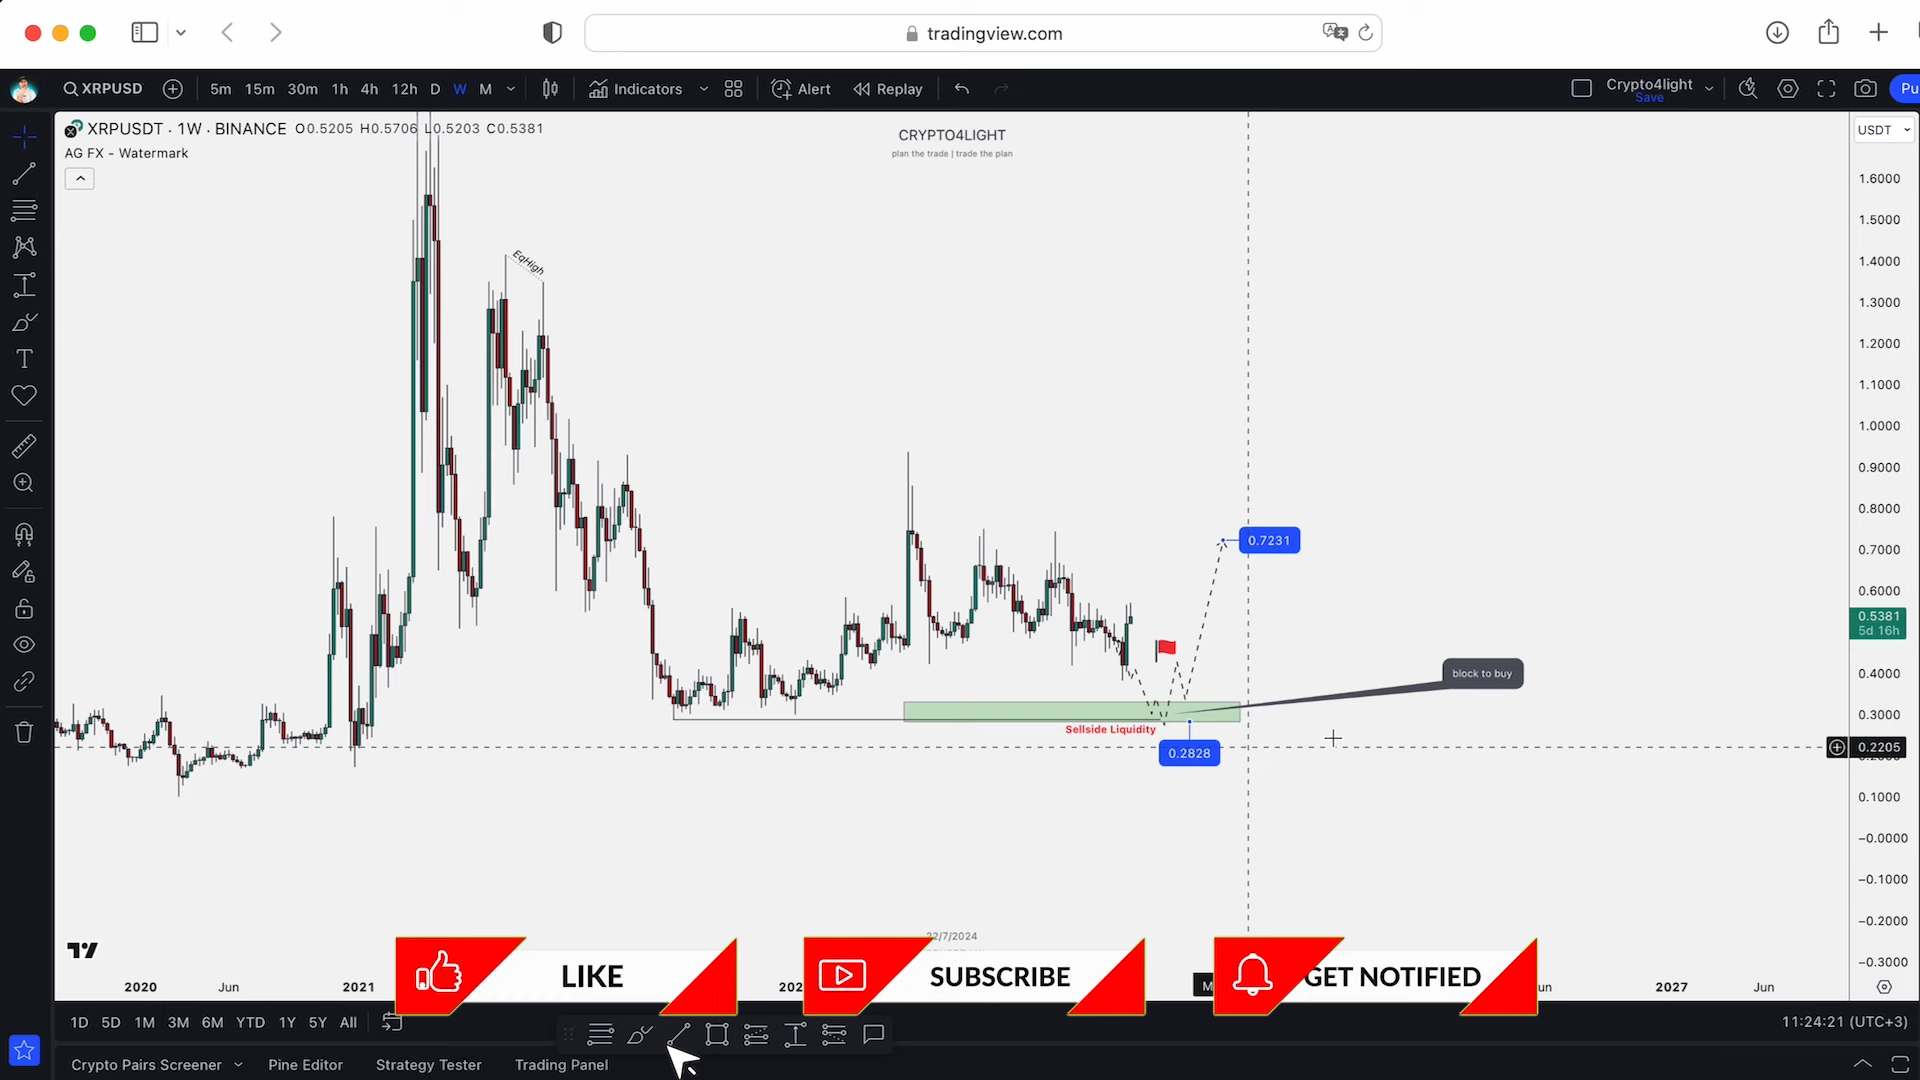 tradingview.com
XRPUSD
5m 15m 30m 1h 4h 12h D W M
Indicators
Alert
Replay
Crypto4light
Save
Pu
XRPUSDT · 1W · BINANCE O0.5205 H0.5706 L0.5203 C0.5381
AG FX - Watermark
CRYPTO4LIGHT
plan the trade | trade the plan
USDT
1.6000
1.5000
1.4000
1.3000
1.2000
1.1000
1.0000
0.9000
0.8000
0.7000
0.6000
0.5381
5d 16h
0.4000
0.3000
0.2205
0.1000
−0.0000
−0.1000
−0.2000
−0.3000
EqHigh
0.7231
block to buy
Sellside Liquidity
0.2828
22/7/2024
LIKE
SUBSCRIBE
GET NOTIFIED
2020 Jun 2021 202 M un 2027 Jun
1D 5D 1M 3M 6M YTD 1Y 5Y All
11:24:21 (UTC+3)
Crypto Pairs Screener
Pine Editor
Strategy Tester
Trading Panel